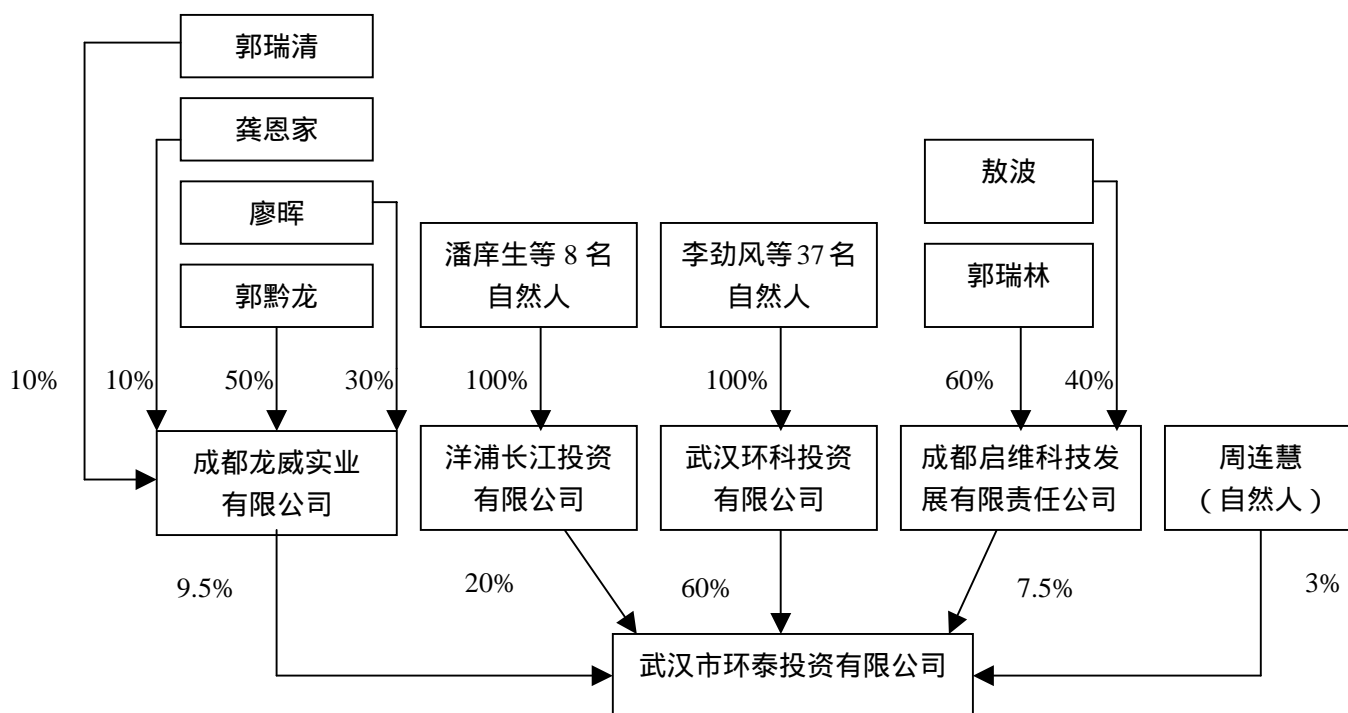 郭瑞清
龚恩家
廖晖
郭黔龙
潘庠生等 8 名
自然人
李劲风等 37 名
自然人
敖波
郭瑞林
10%
10%
50%
30%
100%
100%
60%
40%
成都龙威实业
有限公司
洋浦长江投资
有限公司
武汉环科投资
有限公司
成都启维科技发
展有限责任公司
周连慧
（自然人）
9.5%
20%
60%
7.5%
3%
武汉市环泰投资有限公司